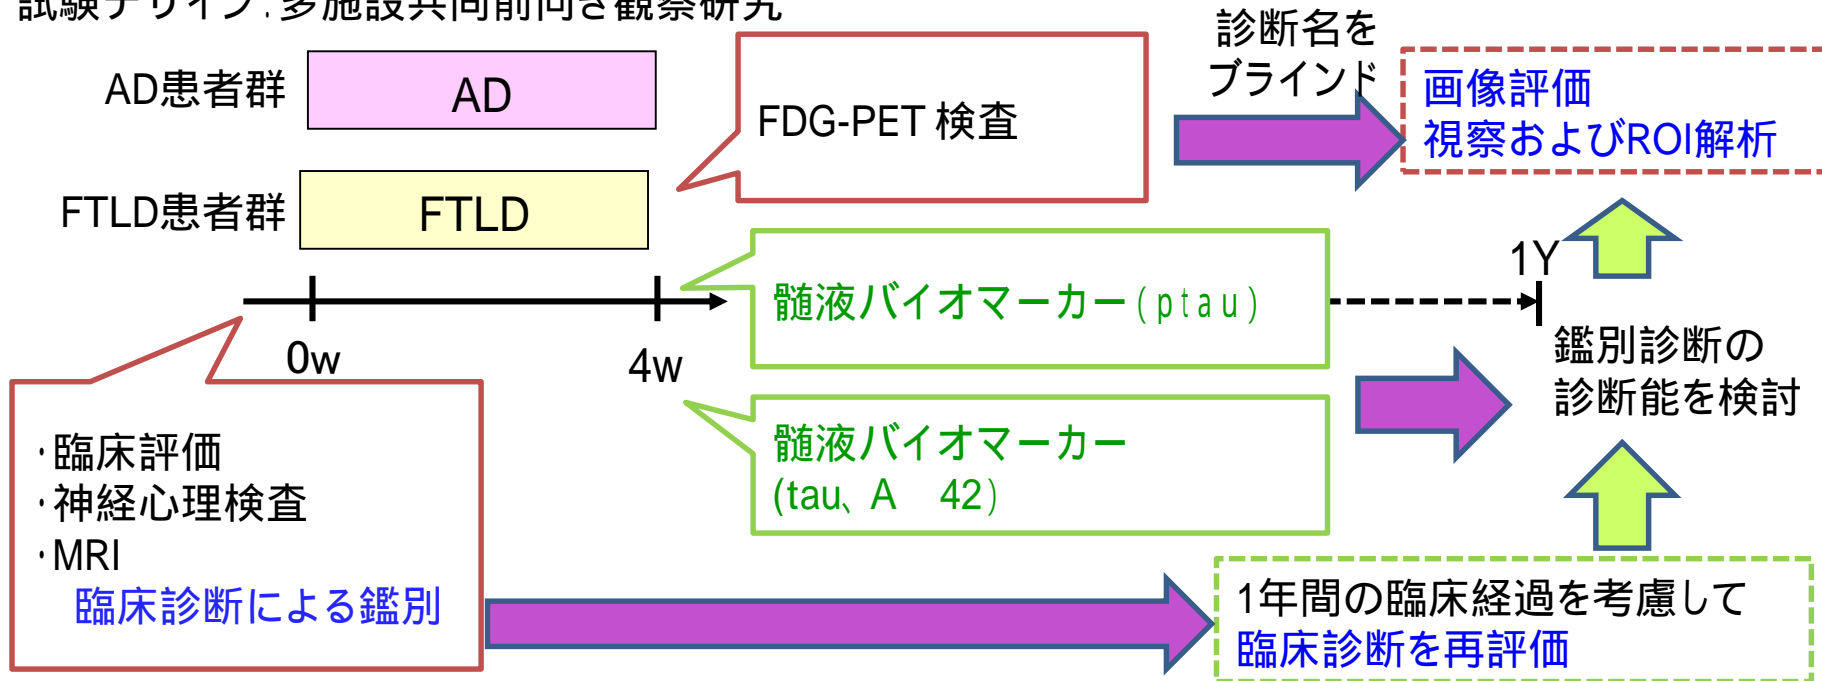 試験デザイン:多施設共同前向き観察研究
AD患者群
AD
FTLD患者群
FTLD
FDG-PET 検査
診断名を
ブラインド
画像評価
視察およびROI解析
髄液バイオマーカー(ptau)
髄液バイオマーカー
(tau、A 42)
0w
4w
1Y
鑑別診断の
診断能を検討
・臨床評価
・神経心理検査
・MRI
臨床診断による鑑別
1年間の臨床経過を考慮して
臨床診断を再評価